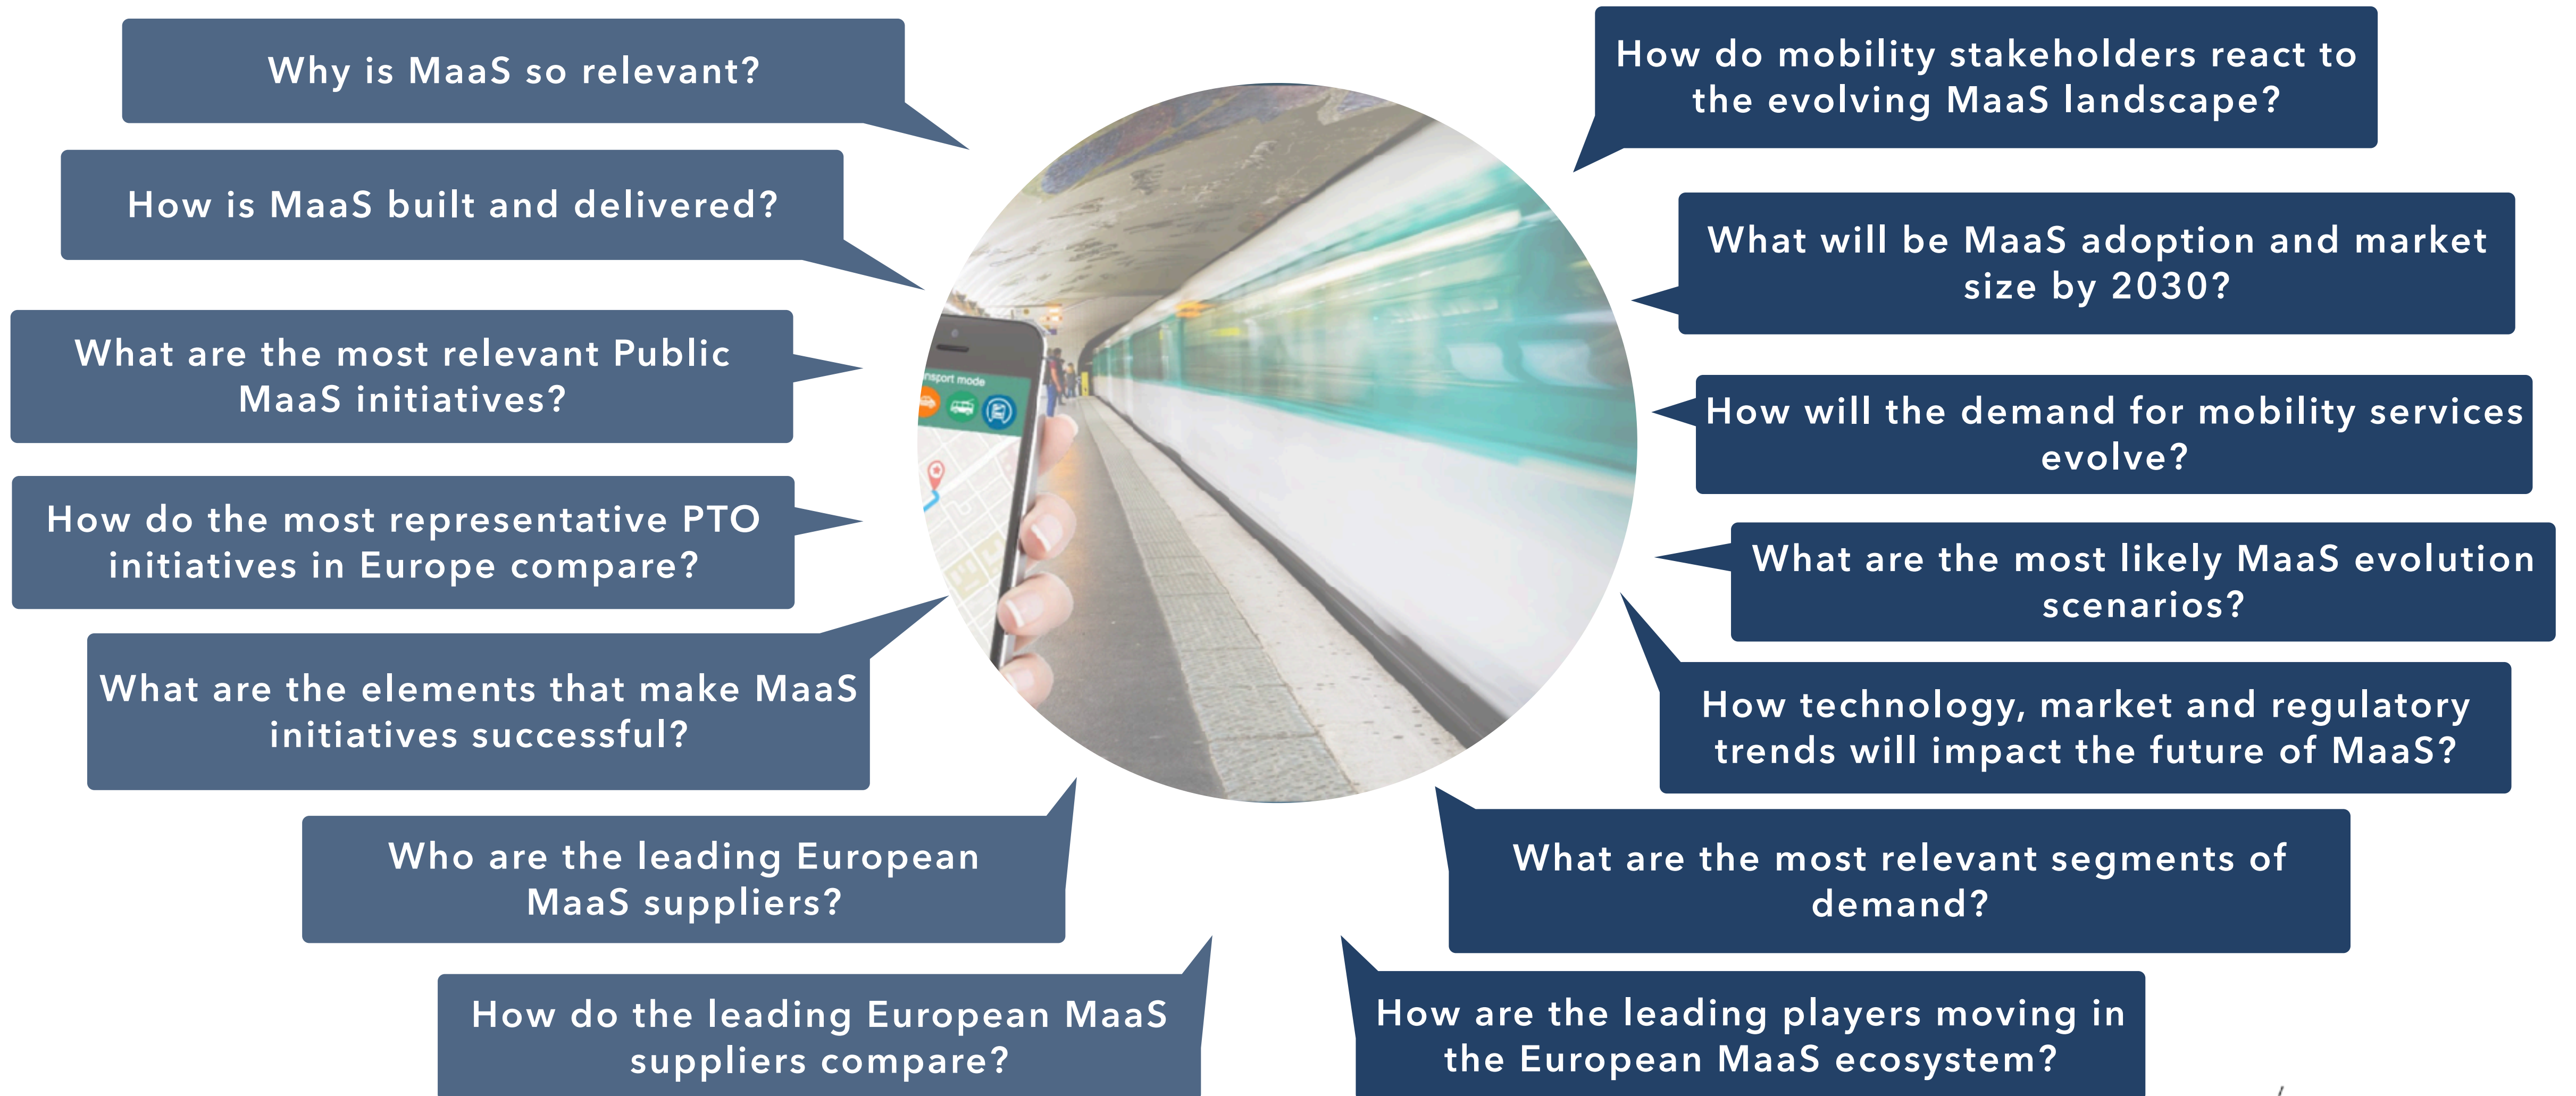 Why is MaaS so relevant?
How is MaaS built and delivered?
What are the most relevant Public
MaaS initiatives?
How do the most representative PTO
initiatives in Europe compare?
What are the elements that make MaaS
initiatives successful?
Who are the leading European
MaaS suppliers?
How do the leading European MaaS
suppliers compare?
nsport mode
How do mobility stakeholders react to
the evolving MaaS landscape?
What will be MaaS adoption and market
size by 2030?
How will the demand for mobility services
evolve?
What are the most likely MaaS evolution
scenarios?
How technology, market and regulatory
trends will impact the future of MaaS?
What are the most relevant segments of
demand?
How are the leading players moving in
the European MaaS ecosystem?